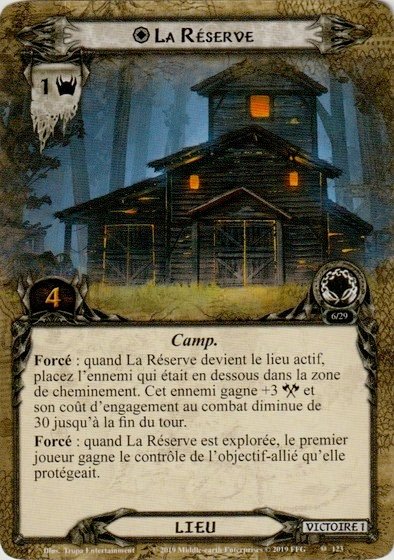 La Réserve
1
4
6/29
Camp.
Forcé : quand La Réserve devient le lieu actif,
placez l'ennemi qui était en dessous dans la zone
de cheminement. Cet ennemi gagne +3 et
son coût d'engagement au combat diminue de
30 jusqu'à la fin du tour.
Forcé : quand La Réserve est explorée, le premier
joueur gagne le contrôle de l'objectif-allié qu'elle
protégeait.
LIEU
VICTOIRE 1
Illus. Trupa Entertainment
© 2019 Middle-earth Enterprises © 2019 FFG
123